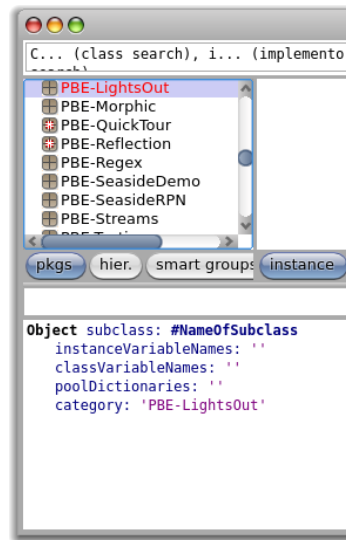 C... (class search), i... (implemento
PBE-LightsOut
PBE-Morphic
PBE-QuickTour
PBE-Reflection
PBE-Regex
PBE-SeasideDemo
PBE-SeasideRPN
PBE-Streams
pkgs hier. smart groups instance
Object subclass: #NameOfSubclass
instanceVariableNames: ''
classVariableNames: ''
poolDictionaries: ''
category: 'PBE-LightsOut'